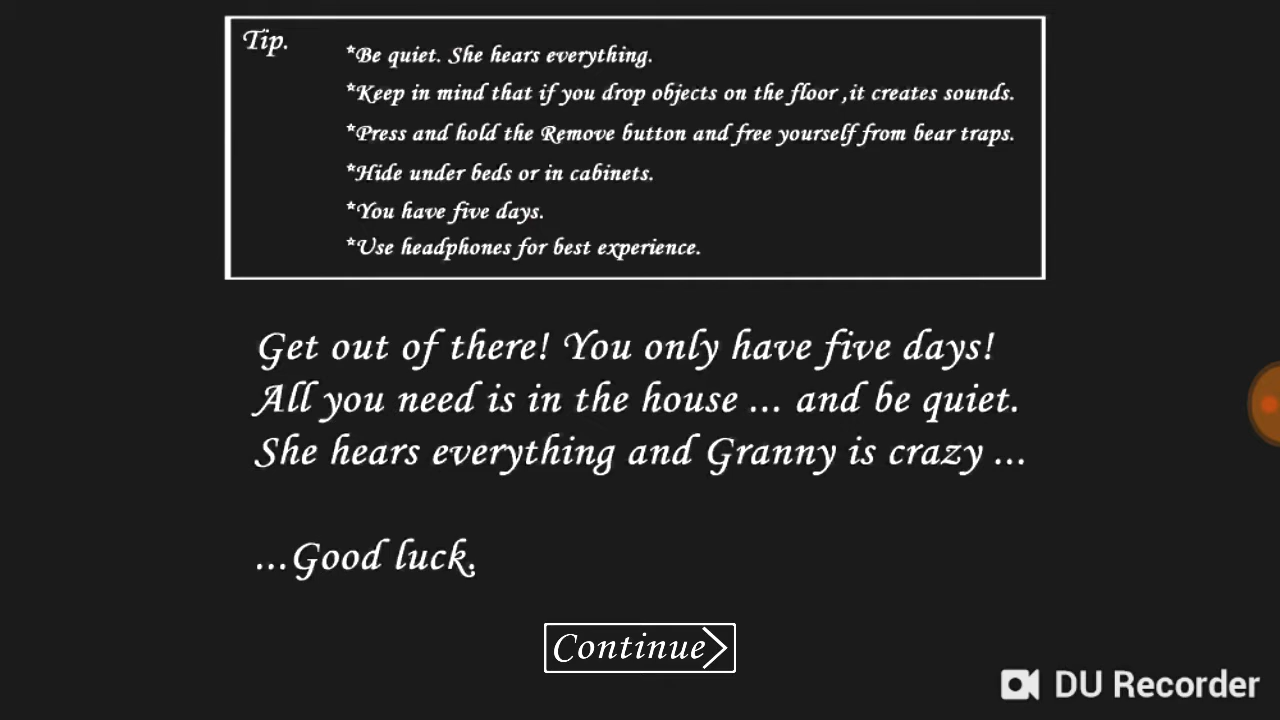 Tip.
*Be quiet. She hears everything.
*Keep in mind that if you drop objects on the floor ,it creates sounds.
*Press and hold the Remove button and free yourself from bear traps.
*Hide under beds or in cabinets.
*You have five days.
*Use headphones for best experience.
Get out of there! You only have five days!
All you need is in the house ... and be quiet.
She hears everything and Granny is crazy ...
...Good luck.
Continue
DU Recorder